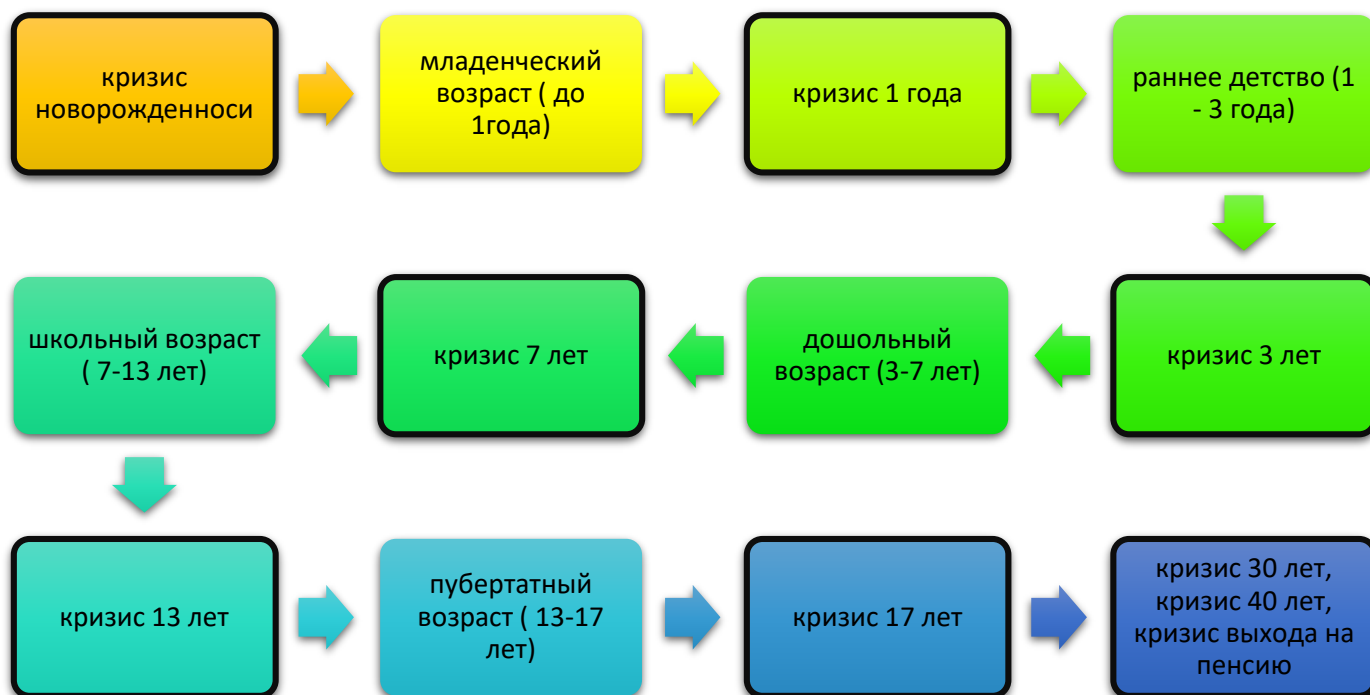 кризис
новорожденноси
младенческий
возраст ( до
1года)
кризис 1 года
раннее детство (1
- 3 года)
кризис 3 лет
дошольный
возраст (3-7 лет)
кризис 7 лет
школьный возраст
( 7-13 лет)
кризис 13 лет
пубертатный
возраст ( 13-17
лет)
кризис 17 лет
кризис 30 лет,
кризис 40 лет,
кризис выхода на
пенсию